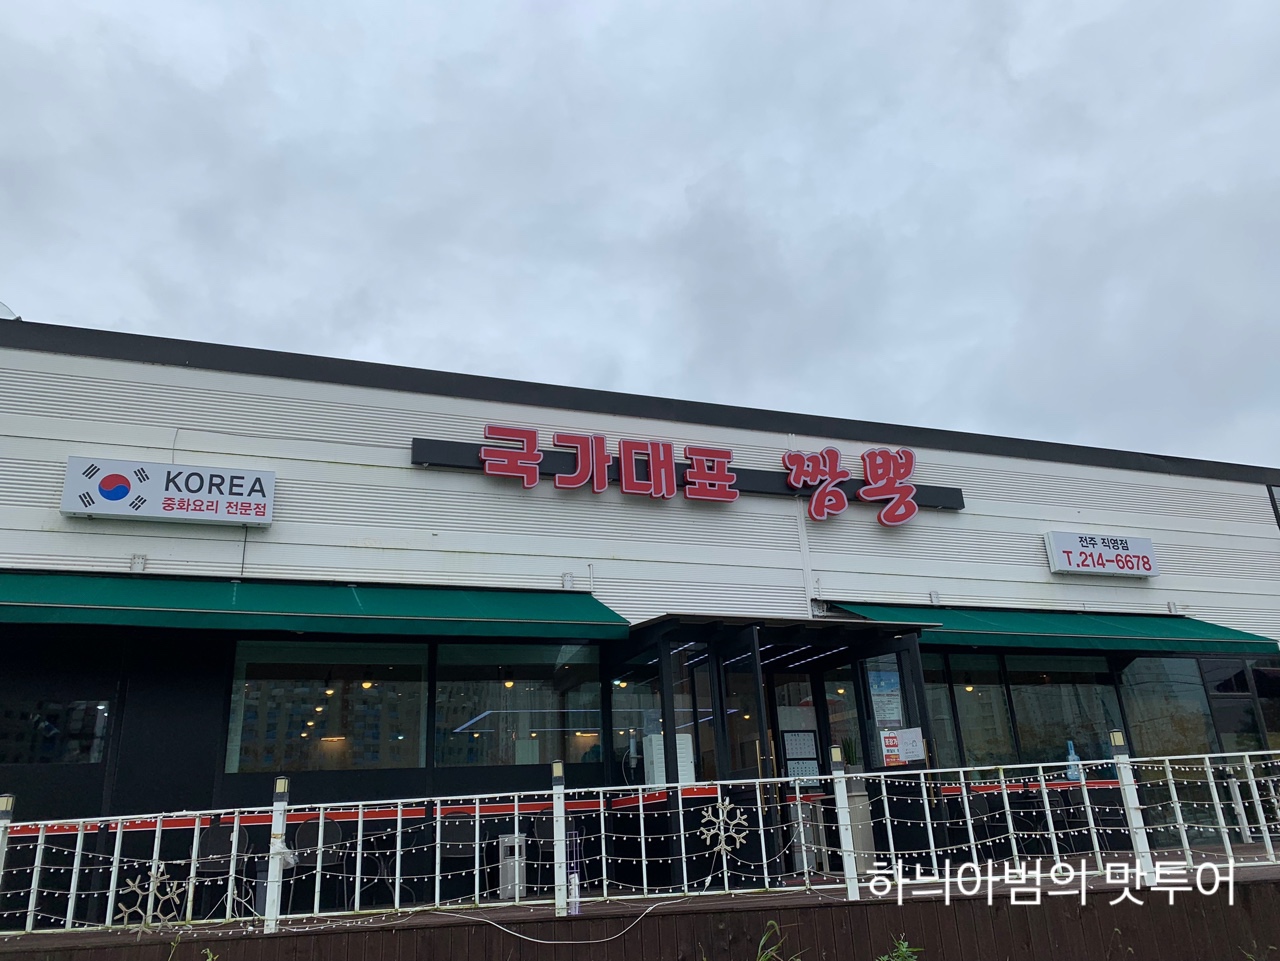 국가대표 짬뽕
KOREA
중화요리 전문점
전주 직영점
T.214-6678
하늬아범의 맛투어